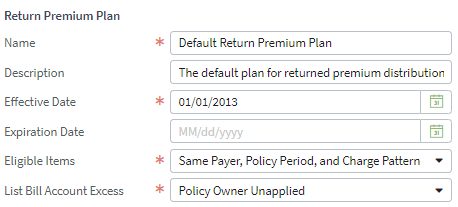 Return Premium Plan
Name * Default Return Premium Plan
Description The default plan for returned premium distribution
Effective Date * 01/01/2013
Expiration Date MM/dd/yyyy
Eligible Items * Same Payer, Policy Period, and Charge Pattern
List Bill Account Excess * Policy Owner Unapplied